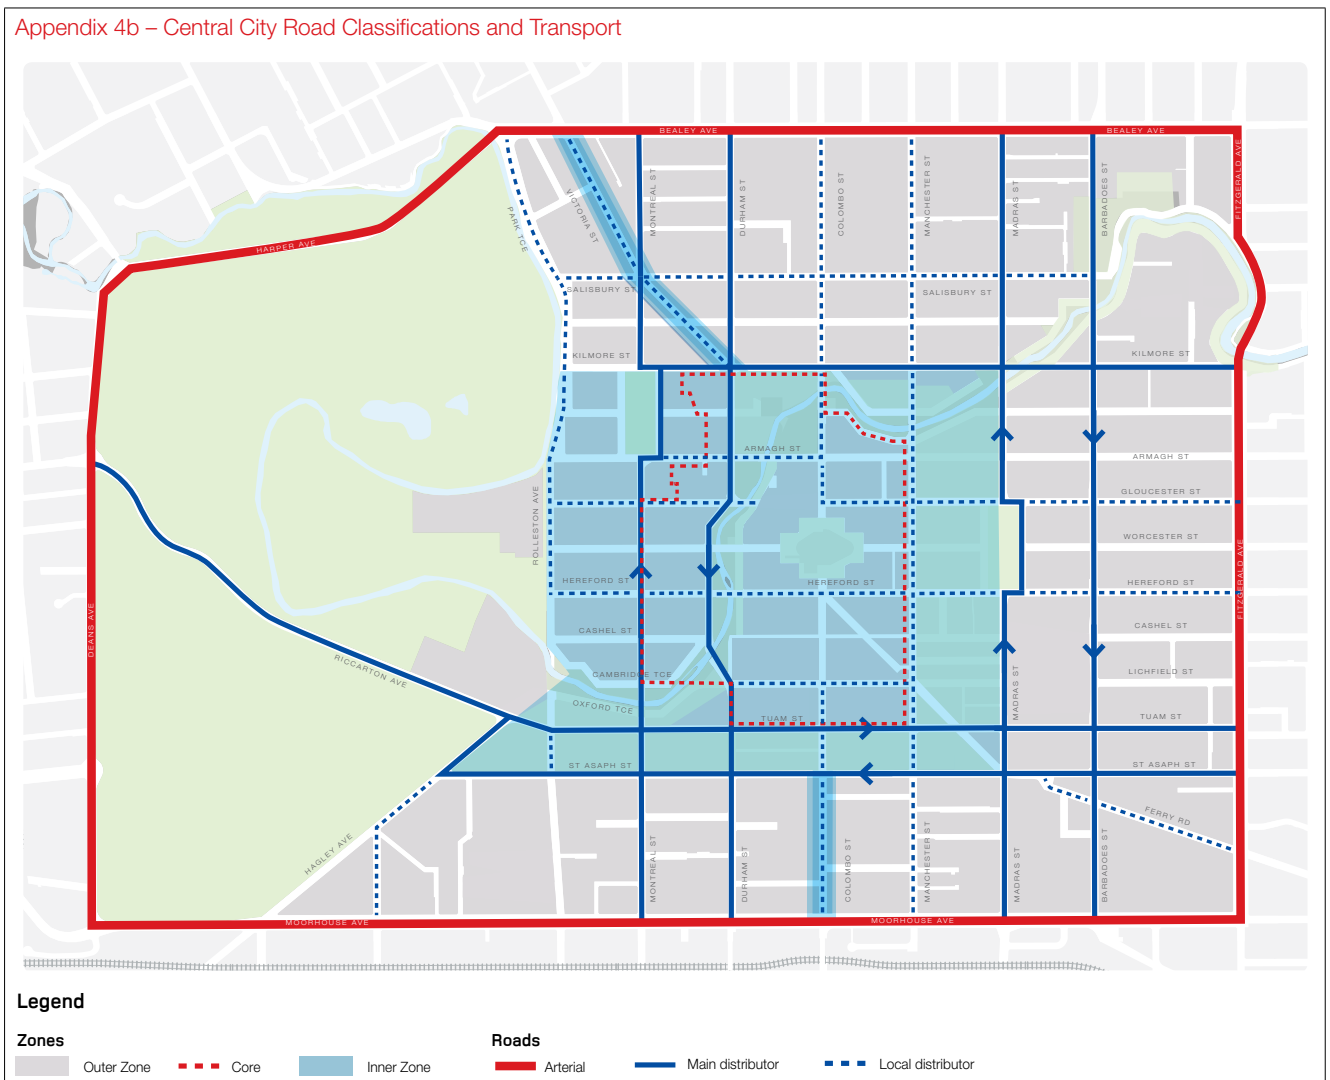 Appendix 4b – Central City Road Classifications and Transport
BEALEY AVE
BEALEY AVE
FITZGERALD AVE
PARK TCE
VICTORIA ST
MONTREAL ST
DURHAM ST
COLOMBO ST
MANCHESTER ST
MADRAS ST
BARBADOES ST
HARPER AVE
SALISBURY ST
SALISBURY ST
KILMORE ST
KILMORE ST
ARMAGH ST
ARMAGH ST
GLOUCESTER ST
ROLLESTON AVE
WORCESTER ST
FITZGERALD AVE
HEREFORD ST
HEREFORD ST
HEREFORD ST
DEANS AVE
CASHEL ST
CASHEL ST
RICCARTON AVE
CAMBRIDGE TCE
LICHFIELD ST
MADRAS ST
OXFORD TCE
TUAM ST
TUAM ST
ST ASAPH ST
ST ASAPH ST
FERRY RD
HAGLEY AVE
MONTREAL ST
DURHAM ST
COLOMBO ST
MANCHESTER ST
MADRAS ST
BARBADOES ST
MOORHOUSE AVE
MOORHOUSE AVE
Legend
Zones
Roads
Outer Zone
Core
Inner Zone
Arterial
Main distributor
Local distributor